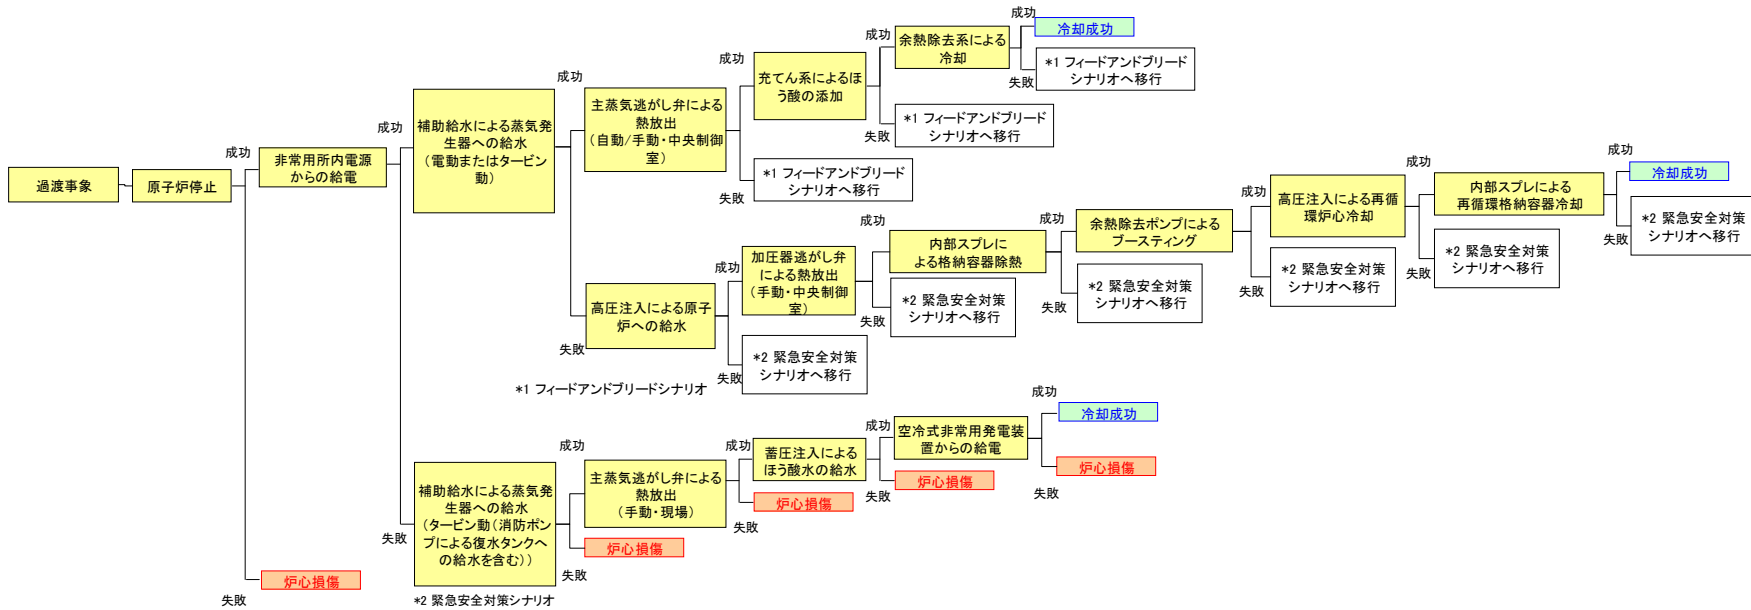 過渡事象
原子炉停止
成功
失敗
非常用所内電源
からの給電
炉心損傷
成功
失敗
補助給水による蒸気発
生器への給水
(電動またはタービン
動)
成功
失敗
主蒸気逃がし弁による
熱放出
(自動/手動・中央制御
室)
成功
失敗
充てん系によるほ
う酸の添加
*1 フィードアンドブリード
シナリオへ移行
成功
失敗
余熱除去系による
冷却
*1 フィードアンドブリード
シナリオへ移行
成功
失敗
冷却成功
*1 フィードアンドブリード
シナリオへ移行
高圧注入による原子
炉への給水
*1 フィードアンドブリードシナリオ
成功
失敗
加圧器逃がし弁
による熱放出
(手動・中央制御
室)
*2 緊急安全対策
シナリオへ移行
成功
失敗
内部スプレに
よる格納容器除熱
*2 緊急安全対策
シナリオへ移行
成功
失敗
余熱除去ポンプによる
ブースティング
*2 緊急安全対策
シナリオへ移行
成功
失敗
高圧注入による再循
環炉心冷却
*2 緊急安全対策
シナリオへ移行
成功
失敗
内部スプレによる
再循環格納容器冷却
*2 緊急安全対策
シナリオへ移行
成功
失敗
冷却成功
*2 緊急安全対策
シナリオへ移行
補助給水による蒸気発
生器への給水
(タービン動(消防ポン
プによる復水タンクへ
の給水を含む))
*2 緊急安全対策シナリオ
成功
失敗
主蒸気逃がし弁による
熱放出
(手動・現場)
炉心損傷
成功
失敗
蓄圧注入による
ほう酸水の給水
炉心損傷
成功
失敗
空冷式非常用発電装
置からの給電
炉心損傷
成功
失敗
冷却成功
炉心損傷